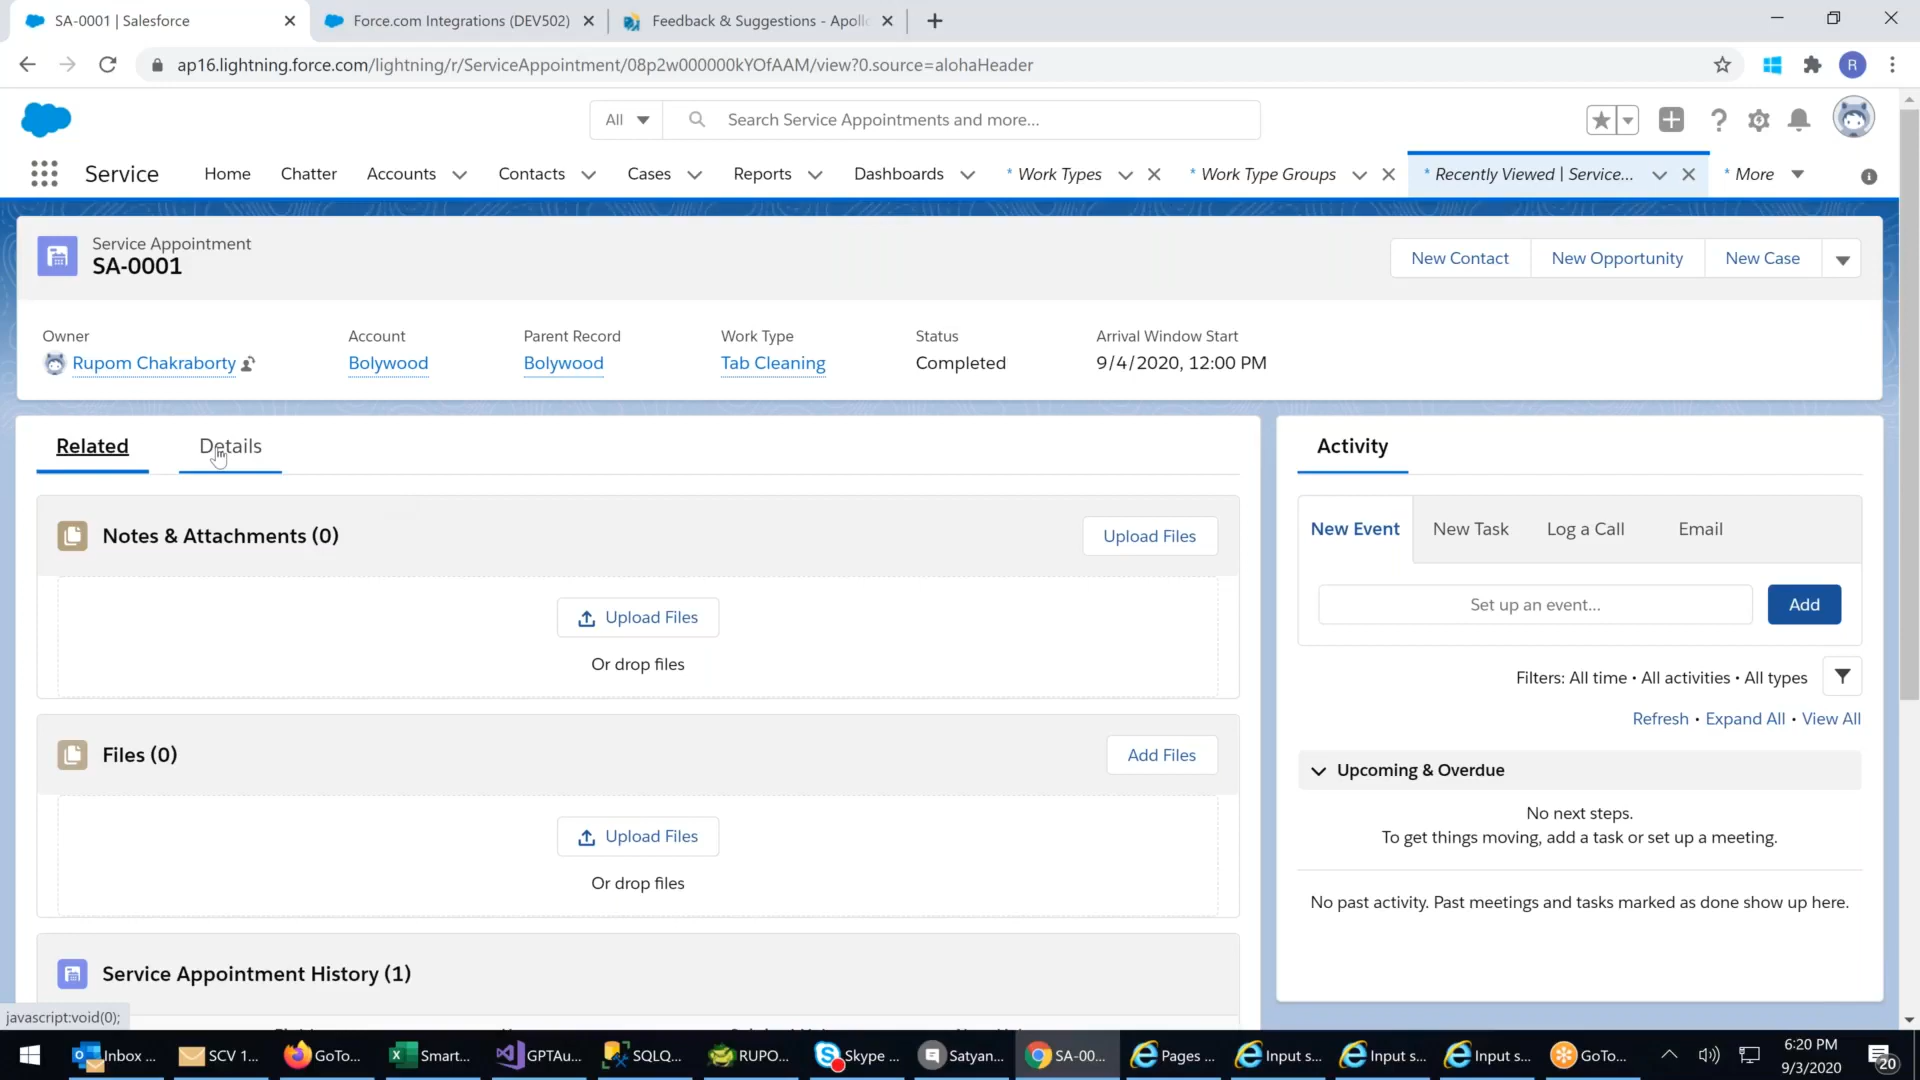 SA-0001 | Salesforce
Force.com Integrations (DEV502)
Feedback & Suggestions - Apoll
ap16.lightning.force.com/lightning/r/ServiceAppointment/08p2w000000kYOfAAM/view?0.source=alohaHeader
R
All
Search Service Appointments and more...
Service
Home
Chatter
Accounts
Contacts
Cases
Reports
Dashboards
* Work Types
* Work Type Groups
* Recently Viewed | Service...
* More
Service Appointment
SA-0001
New Contact
New Opportunity
New Case
Owner
Account
Parent Record
Work Type
Status
Arrival Window Start
Rupom Chakraborty
Bolywood
Bolywood
Tab Cleaning
Completed
9/4/2020, 12:00 PM
Related
Details
Activity
Notes & Attachments (0)
Upload Files
Upload Files
Or drop files
Files (0)
Add Files
Upload Files
Or drop files
Service Appointment History (1)
New Event
New Task
Log a Call
Email
Set up an event...
Add
Filters: All time • All activities • All types
Refresh • Expand All • View All
Upcoming & Overdue
No next steps.
To get things moving, add a task or set up a meeting.
No past activity. Past meetings and tasks marked as done show up here.
javascript:void(0);
Inbox ...
SCV 1...
GoTo...
Smart...
GPTAu...
SQLQ...
RUPO...
Skype ...
Satyan...
SA-00...
Pages ...
Input s...
Input s...
Input s...
GoTo...
6:20 PM
9/3/2020
20